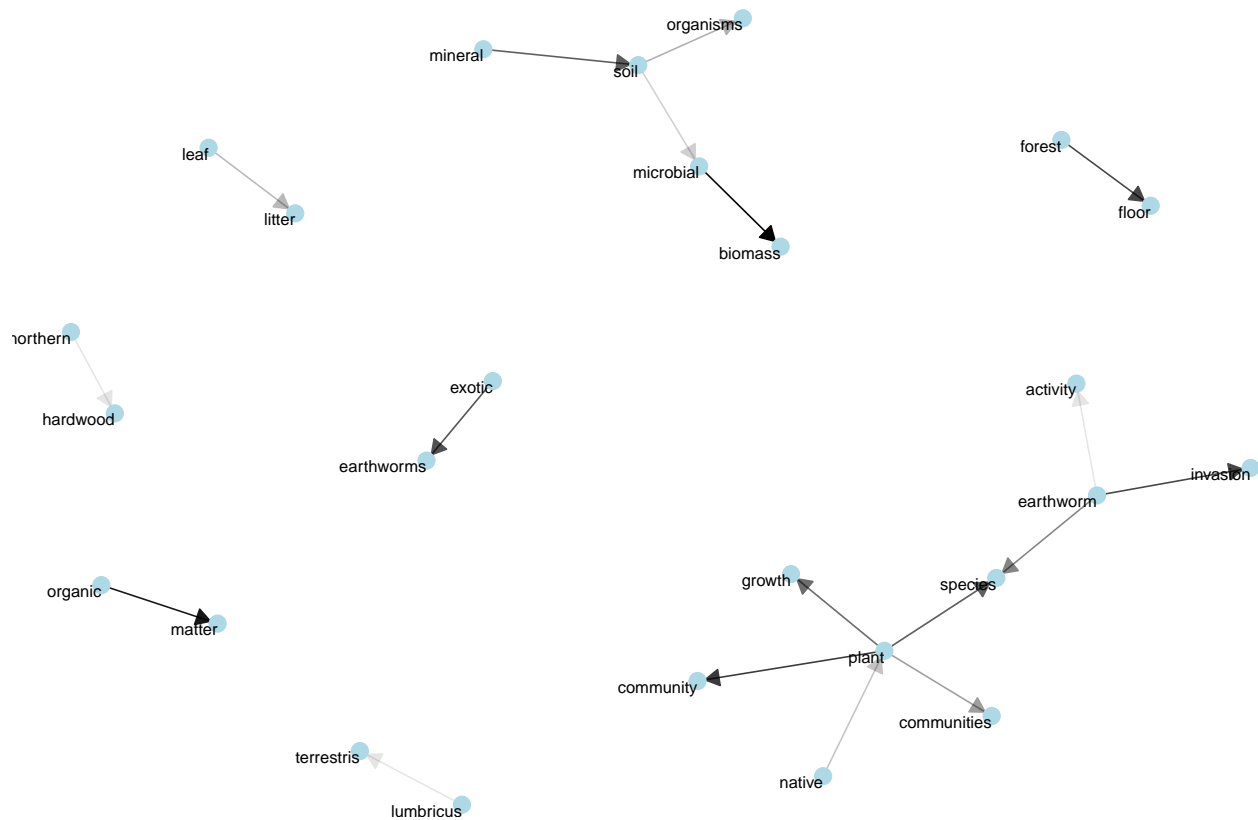 organisms
mineral
soil
forest
leaf
microbial
floor
litter
biomass
northern
exotic
activity
hardwood
earthworms
invasion
earthworm
growth
species
organic
matter
plant
community
communities
terrestris
native
lumbricus